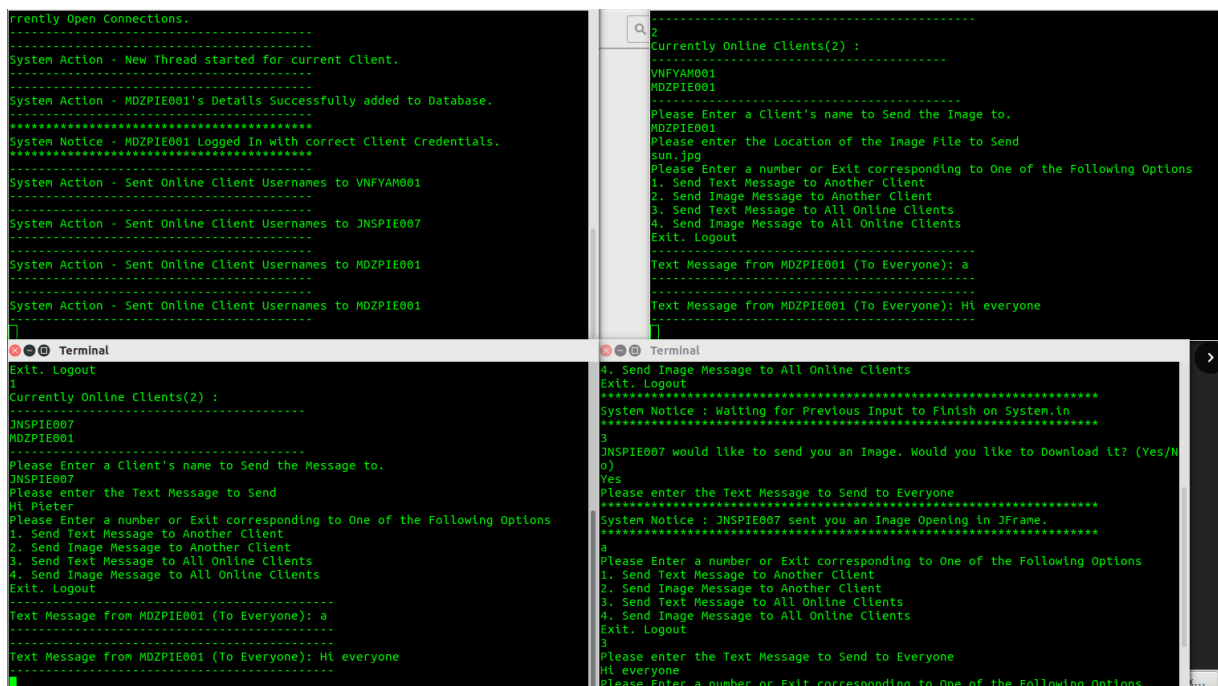 rrently Open Connections.
------------------------------------------
------------------------------------------
System Action - New Thread started for current Client.
------------------------------------------
------------------------------------------
System Action - MDZPIE001's Details Successfully added to Database.
------------------------------------------
******************************************
System Notice - MDZPIE001 Logged In with correct Client Credentials.
******************************************
------------------------------------------
System Action - Sent Online Client Usernames to VNFYAM001
------------------------------------------
------------------------------------------
System Action - Sent Online Client Usernames to JNSPIE007
------------------------------------------
------------------------------------------
System Action - Sent Online Client Usernames to MDZPIE001
------------------------------------------
------------------------------------------
System Action - Sent Online Client Usernames to MDZPIE001
------------------------------------------
---------------------------------------------
2
Currently Online Clients(2) :
-----------------------------------------
VNFYAM001
MDZPIE001
-------------------------------------------
Please Enter a Client's name to Send the Image to.
MDZPIE001
Please enter the Location of the Image File to Send
sun.jpg
Please Enter a number or Exit corresponding to One of the Following Options
1. Send Text Message to Another Client
2. Send Image Message to Another Client
3. Send Text Message to All Online Clients
4. Send Image Message to All Online Clients
Exit. Logout
---------------------------------------------
Text Message from MDZPIE001 (To Everyone): a
---------------------------------------------
---------------------------------------------
Text Message from MDZPIE001 (To Everyone): Hi everyone
---------------------------------------------
Terminal
Exit. Logout
1
Currently Online Clients(2) :
-----------------------------------------
JNSPIE007
MDZPIE001
-----------------------------------------
Please Enter a Client's name to Send the Message to.
JNSPIE007
Please enter the Text Message to Send
Hi Pieter
Please Enter a number or Exit corresponding to One of the Following Options
1. Send Text Message to Another Client
2. Send Image Message to Another Client
3. Send Text Message to All Online Clients
4. Send Image Message to All Online Clients
Exit. Logout
---------------------------------------------
Text Message from MDZPIE001 (To Everyone): a
---------------------------------------------
---------------------------------------------
Text Message from MDZPIE001 (To Everyone): Hi everyone
---------------------------------------------
Terminal
4. Send Image Message to All Online Clients
Exit. Logout
*********************************************************************
System Notice : Waiting for Previous Input to Finish on System.in
*********************************************************************
3
JNSPIE007 would like to send you an Image. Would you like to Download it? (Yes/N
o)
Yes
Please enter the Text Message to Send to Everyone
*********************************************************************
System Notice : JNSPIE007 sent you an Image Opening in JFrame.
*********************************************************************
a
Please Enter a number or Exit corresponding to One of the Following Options
1. Send Text Message to Another Client
2. Send Image Message to Another Client
3. Send Text Message to All Online Clients
4. Send Image Message to All Online Clients
Exit. Logout
3
Please enter the Text Message to Send to Everyone
Hi everyone
Please Enter a number or Exit corresponding to One of the Following Options